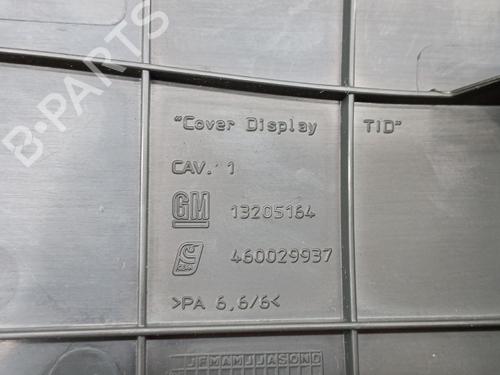 B-PARTS
"Cover Display TID"
CAV. 1
GM 13205164
460029937
>PA 6,6/6<
JFMAMJJASOND